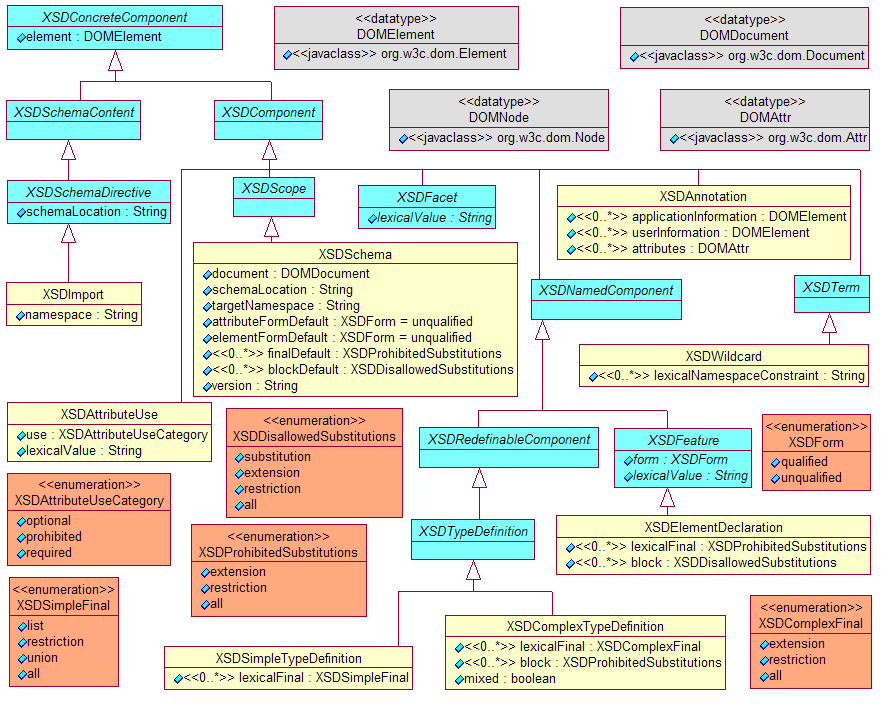 XSDConcreteComponent
element : DOMElement
<<datatype>>
DOMElement
<<javaclass>> org.w3c.dom.Element
<<datatype>>
DOMDocument
<<javaclass>> org.w3c.dom.Document
XSDSchemaContent
XSDComponent
<<datatype>>
DOMNode
<<javaclass>> org.w3c.dom.Node
<<datatype>>
DOMAttr
<<javaclass>> org.w3c.dom.Attr
XSDSchemaDirective
schemaLocation : String
XSDScope
XSDFacet
lexicalValue : String
XSDAnnotation
<<0..*>> applicationInformation : DOMElement
<<0..*>> userInformation : DOMElement
<<0..*>> attributes : DOMAttr
XSDImport
namespace : String
XSDSchema
document : DOMDocument
schemaLocation : String
targetNamespace : String
attributeFormDefault : XSDForm = unqualified
elementFormDefault : XSDForm = unqualified
<<0..*>> finalDefault : XSDProhibitedSubstitutions
<<0..*>> blockDefault : XSDDisallowedSubstitutions
version : String
XSDNamedComponent
XSDTerm
XSDWildcard
<<0..*>> lexicalNamespaceConstraint : String
XSDAttributeUse
use : XSDAttributeUseCategory
lexicalValue : String
<<enumeration>>
XSDDisallowedSubstitutions
substitution
extension
restriction
all
XSDRedefinableComponent
XSDFeature
form : XSDForm
lexicalValue : String
<<enumeration>>
XSDForm
qualified
unqualified
<<enumeration>>
XSDAttributeUseCategory
optional
prohibited
required
<<enumeration>>
XSDProhibitedSubstitutions
extension
restriction
all
XSDTypeDefinition
XSDElementDeclaration
<<0..*>> lexicalFinal : XSDProhibitedSubstitutions
<<0..*>> block : XSDDisallowedSubstitutions
<<enumeration>>
XSDSimpleFinal
list
restriction
union
all
XSDSimpleTypeDefinition
<<0..*>> lexicalFinal : XSDSimpleFinal
XSDComplexTypeDefinition
<<0..*>> lexicalFinal : XSDComplexFinal
<<0..*>> block : XSDProhibitedSubstitutions
mixed : boolean
<<enumeration>>
XSDComplexFinal
extension
restriction
all